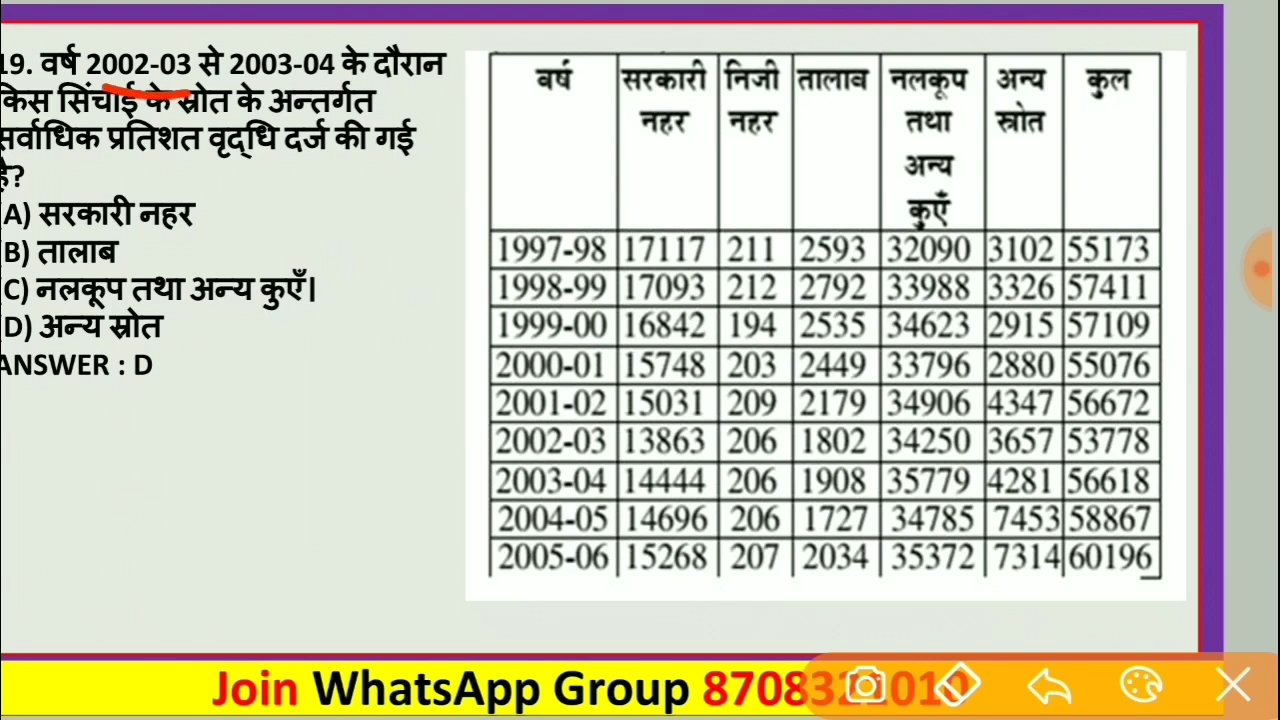 19. वर्ष 2002-03 से 2003-04 के दौरान
किस सिंचाई के स्रोत के अन्तर्गत
सर्वाधिक प्रतिशत वृद्धि दर्ज की गई
है?
(A) सरकारी नहर
(B) तालाब
(C) नलकूप तथा अन्य कुएँ।
(D) अन्य स्रोत
ANSWER : D
वर्ष सरकारी नहर निजी नहर तालाव नलकूप तथा अन्य कुएँ अन्य स्रोत कुल
1997-98 17117 211 2593 32090 3102 55173
1998-99 17093 212 2792 33988 3326 57411
1999-00 16842 194 2535 34623 2915 57109
2000-01 15748 203 2449 33796 2880 55076
2001-02 15031 209 2179 34906 4347 56672
2002-03 13863 206 1802 34250 3657 53778
2003-04 14444 206 1908 35779 4281 56618
2004-05 14696 206 1727 34785 7453 58867
2005-06 15268 207 2034 35372 7314 60196
Join WhatsApp Group